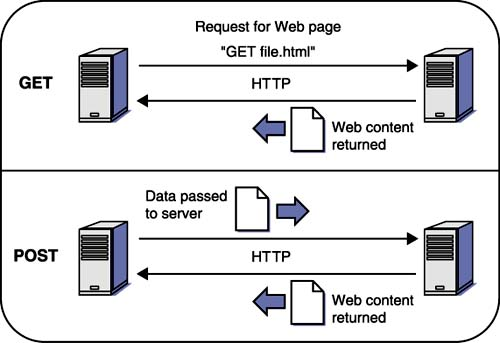 Request for Web page
"GET file.html"
GET
HTTP
Web content
returned
Data passed
to server
POST
HTTP
Web content
returned